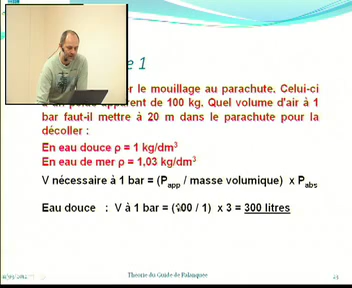 e 1
er le mouillage au parachute. Celui-ci
apparent de 100 kg. Quel volume d'air à 1
bar faut-il mettre à 20 m dans le parachute pour la
décoller :
En eau douce ρ = 1 kg/dm³
En eau de mer ρ = 1,03 kg/dm³
V nécessaire à 1 bar = (Papp / masse volumique) x Pabs
Eau douce : V à 1 bar = (100 / 1) x 3 = 300 litres
Théorie du Guide de Palanquée